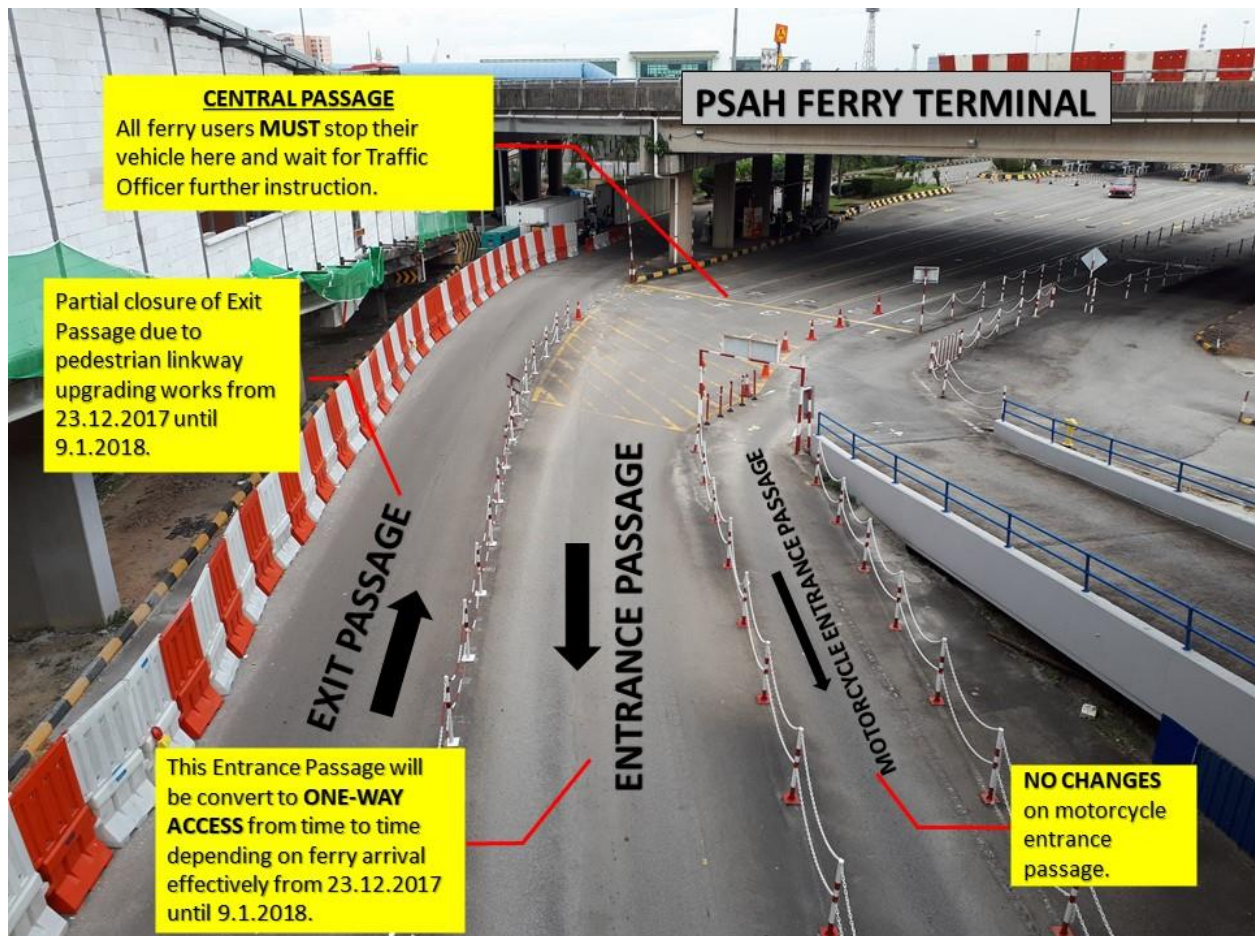 CENTRAL PASSAGE
All ferry users MUST stop their
vehicle here and wait for Traffic
Officer further instruction.
PSAH FERRY TERMINAL
Partial closure of Exit
Passage due to
pedestrian linkway
upgrading works from
23.12.2017 until
9.1.2018.
EXIT PASSAGE
ENTRANCE PASSAGE
MOTORCYCLE ENTRANCE PASSAGE
This Entrance Passage will
be convert to ONE-WAY
ACCESS from time to time
depending on ferry arrival
effectively from 23.12.2017
until 9.1.2018.
NO CHANGES
on motorcycle
entrance
passage.